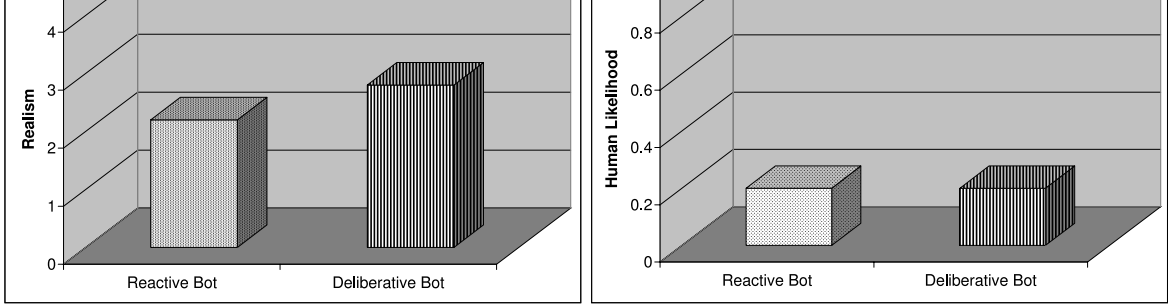 4
3
2
1
0
Realism
Reactive Bot
Deliberative Bot
0.8
0.6
0.4
0.2
0
Human Likelihood
Reactive Bot
Deliberative Bot